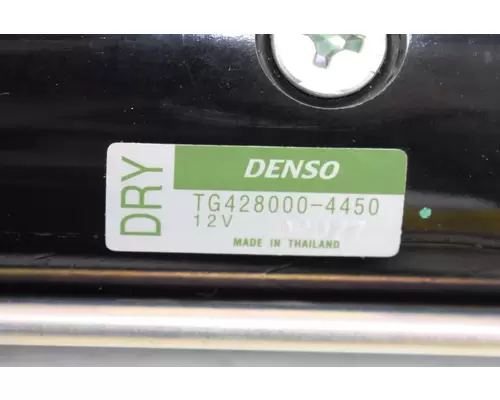 DRY
DENSO
TG428000-4450
12V
MADE IN THAILAND